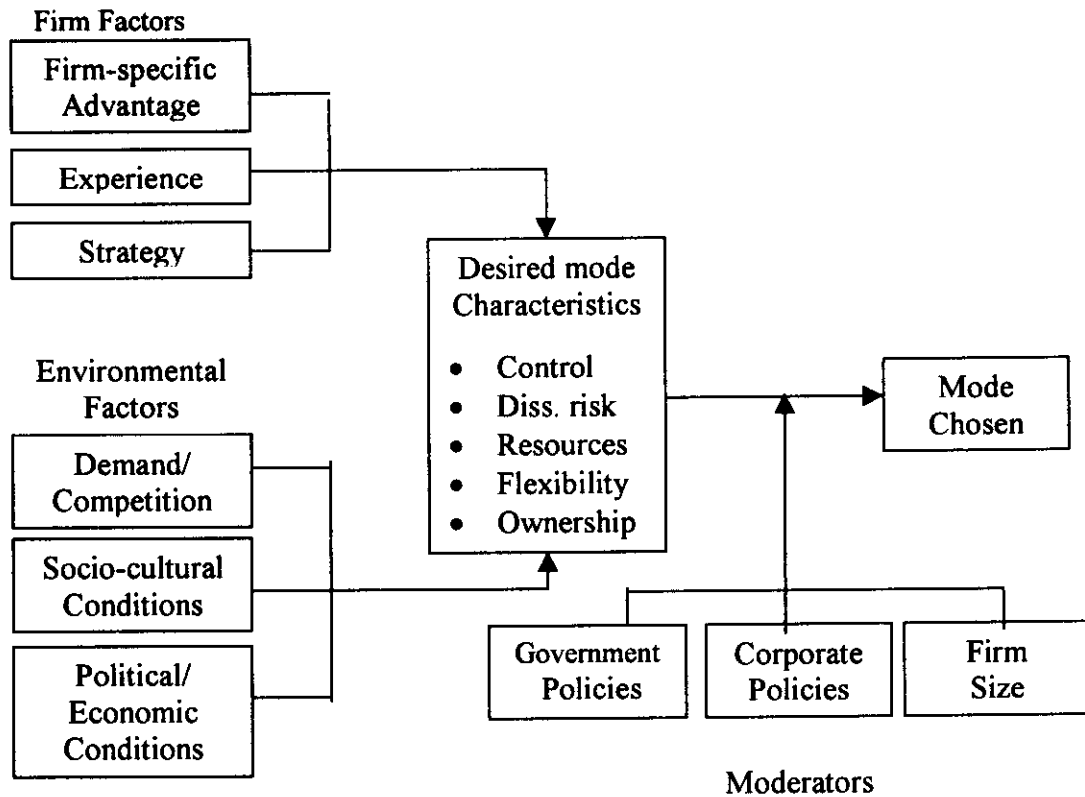 Firm Factors
Firm-specific
Advantage
Experience
Strategy
Environmental
Factors
Demand/
Competition
Socio-cultural
Conditions
Political/
Economic
Conditions
Desired mode
Characteristics
● Control
● Diss. risk
● Resources
● Flexibility
● Ownership
Mode
Chosen
Government
Policies
Corporate
Policies
Firm
Size
Moderators